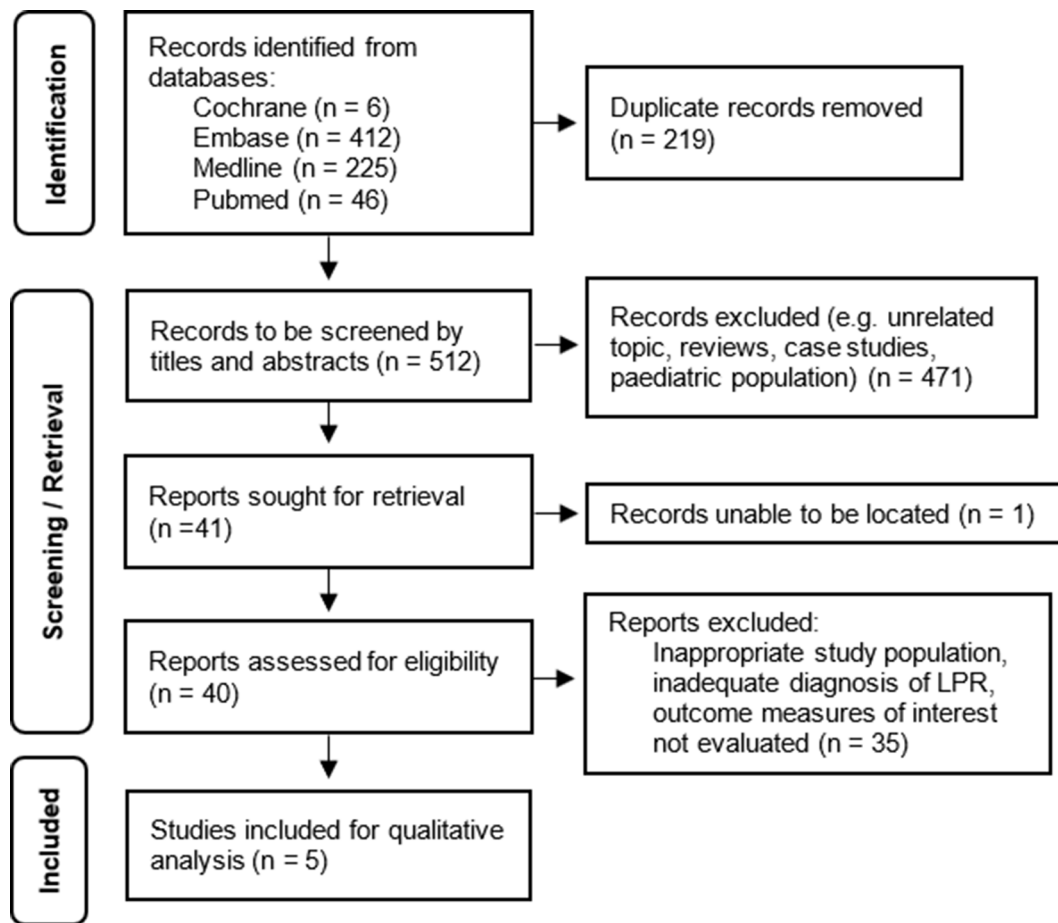 Identification
Records identified from
databases:
Cochrane (n = 6)
Embase (n = 412)
Medline (n = 225)
Pubmed (n = 46)
Duplicate records removed
(n = 219)
Screening / Retrieval
Records to be screened by
titles and abstracts (n = 512)
Records excluded (e.g. unrelated
topic, reviews, case studies,
paediatric population) (n = 471)
Reports sought for retrieval
(n =41)
Records unable to be located (n = 1)
Reports assessed for eligibility
(n = 40)
Reports excluded:
Inappropriate study population,
inadequate diagnosis of LPR,
outcome measures of interest
not evaluated (n = 35)
Included
Studies included for qualitative
analysis (n = 5)